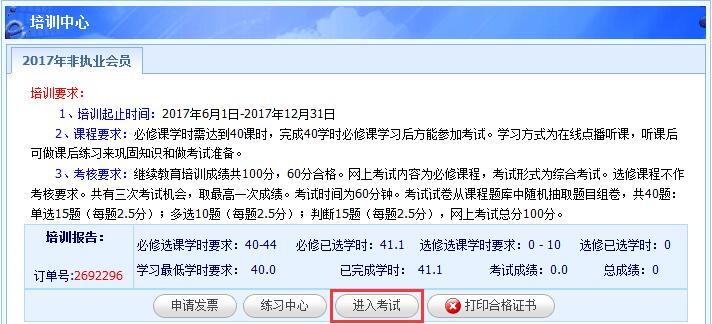 培训中心
2017年非执业会员
培训要求：
1、培训起止时间：2017年6月1日-2017年12月31日
2、课程要求：必修课学时需达到40课时，完成40学时必修课学习后方能参加考试。学习方式为在线点播听课，听课后
可做课后练习来巩固知识和做考试准备。
3、考核要求：继续教育培训成绩共100分，60分合格。网上考试内容为必修课程，考试形式为综合考试。选修课程不作
考核要求。共有三次考试机会，取最高一次成绩。考试时间为60分钟。考试试卷从课程题库中随机抽取题目组卷，共40题：
单选15题（每题2.5分）；多选10题（每题2.5分）；判断15题（每题2.5分），网上考试总分100分。
培训报告：
订单号:2692296
必修选课学时要求：40-44 必修已选学时：41.1 选修选课学时要求：0 - 10 选修已选学时：0
学习最低学时要求： 40.0 已完成学时： 41.1 考试成绩：0.0 总成绩：0
申请发票 练习中心 进入考试 打印合格证书